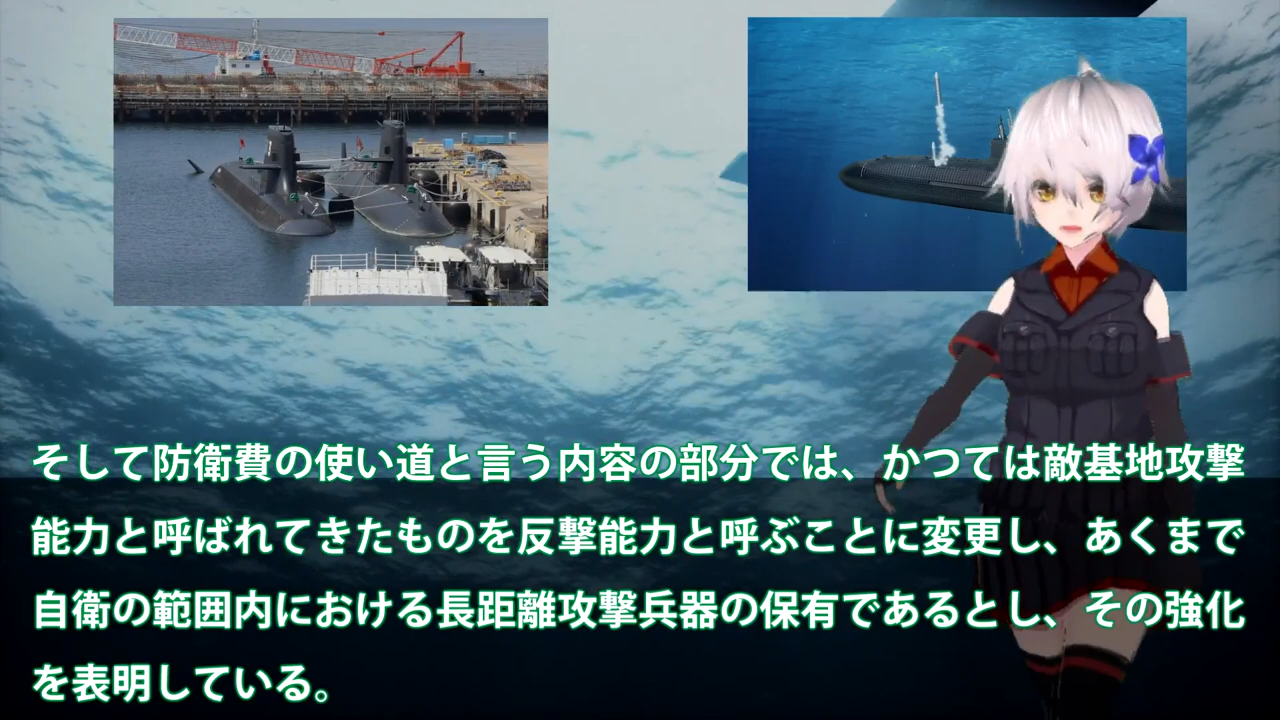 そして防衛費の使い道と言う内容の部分では、かつては敵基地攻撃
能力と呼ばれてきたものを反撃能力と呼ぶことに変更し、あくまで
自衛の範囲内における長距離攻撃兵器の保有であるとし、その強化
を表明している。